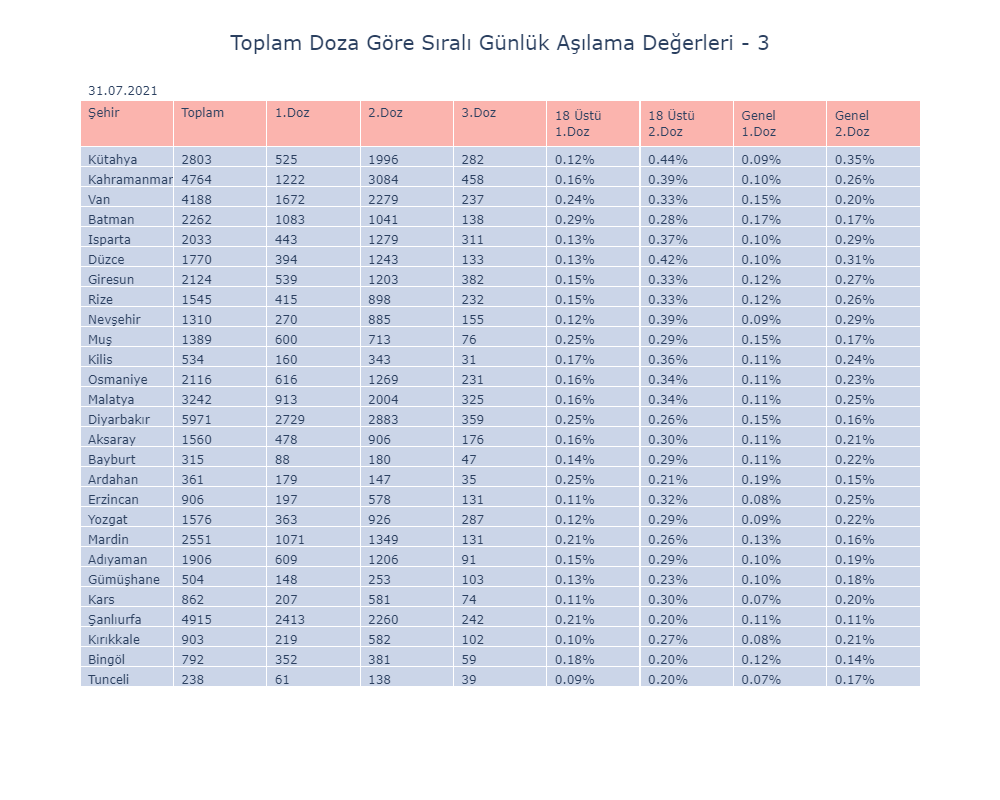 Toplam Doza Göre Sıralı Günlük Aşılama Değerleri - 3
31.07.2021
Şehir Toplam 1.Doz 2.Doz 3.Doz 18 Üstü 1.Doz 18 Üstü 2.Doz Genel 1.Doz Genel 2.Doz
Kütahya 2803 525 1996 282 0.12% 0.44% 0.09% 0.35%
Kahramanmar 4764 1222 3084 458 0.16% 0.39% 0.10% 0.26%
Van 4188 1672 2279 237 0.24% 0.33% 0.15% 0.20%
Batman 2262 1083 1041 138 0.29% 0.28% 0.17% 0.17%
Isparta 2033 443 1279 311 0.13% 0.37% 0.10% 0.29%
Düzce 1770 394 1243 133 0.13% 0.42% 0.10% 0.31%
Giresun 2124 539 1203 382 0.15% 0.33% 0.12% 0.27%
Rize 1545 415 898 232 0.15% 0.33% 0.12% 0.26%
Nevşehir 1310 270 885 155 0.12% 0.39% 0.09% 0.29%
Muş 1389 600 713 76 0.25% 0.29% 0.15% 0.17%
Kilis 534 160 343 31 0.17% 0.36% 0.11% 0.24%
Osmaniye 2116 616 1269 231 0.16% 0.34% 0.11% 0.23%
Malatya 3242 913 2004 325 0.16% 0.34% 0.11% 0.25%
Diyarbakır 5971 2729 2883 359 0.25% 0.26% 0.15% 0.16%
Aksaray 1560 478 906 176 0.16% 0.30% 0.11% 0.21%
Bayburt 315 88 180 47 0.14% 0.29% 0.11% 0.22%
Ardahan 361 179 147 35 0.25% 0.21% 0.19% 0.15%
Erzincan 906 197 578 131 0.11% 0.32% 0.08% 0.25%
Yozgat 1576 363 926 287 0.12% 0.29% 0.09% 0.22%
Mardin 2551 1071 1349 131 0.21% 0.26% 0.13% 0.16%
Adıyaman 1906 609 1206 91 0.15% 0.29% 0.10% 0.19%
Gümüşhane 504 148 253 103 0.13% 0.23% 0.10% 0.18%
Kars 862 207 581 74 0.11% 0.30% 0.07% 0.20%
Şanlıurfa 4915 2413 2260 242 0.21% 0.20% 0.11% 0.11%
Kırıkkale 903 219 582 102 0.10% 0.27% 0.08% 0.21%
Bingöl 792 352 381 59 0.18% 0.20% 0.12% 0.14%
Tunceli 238 61 138 39 0.09% 0.20% 0.07% 0.17%